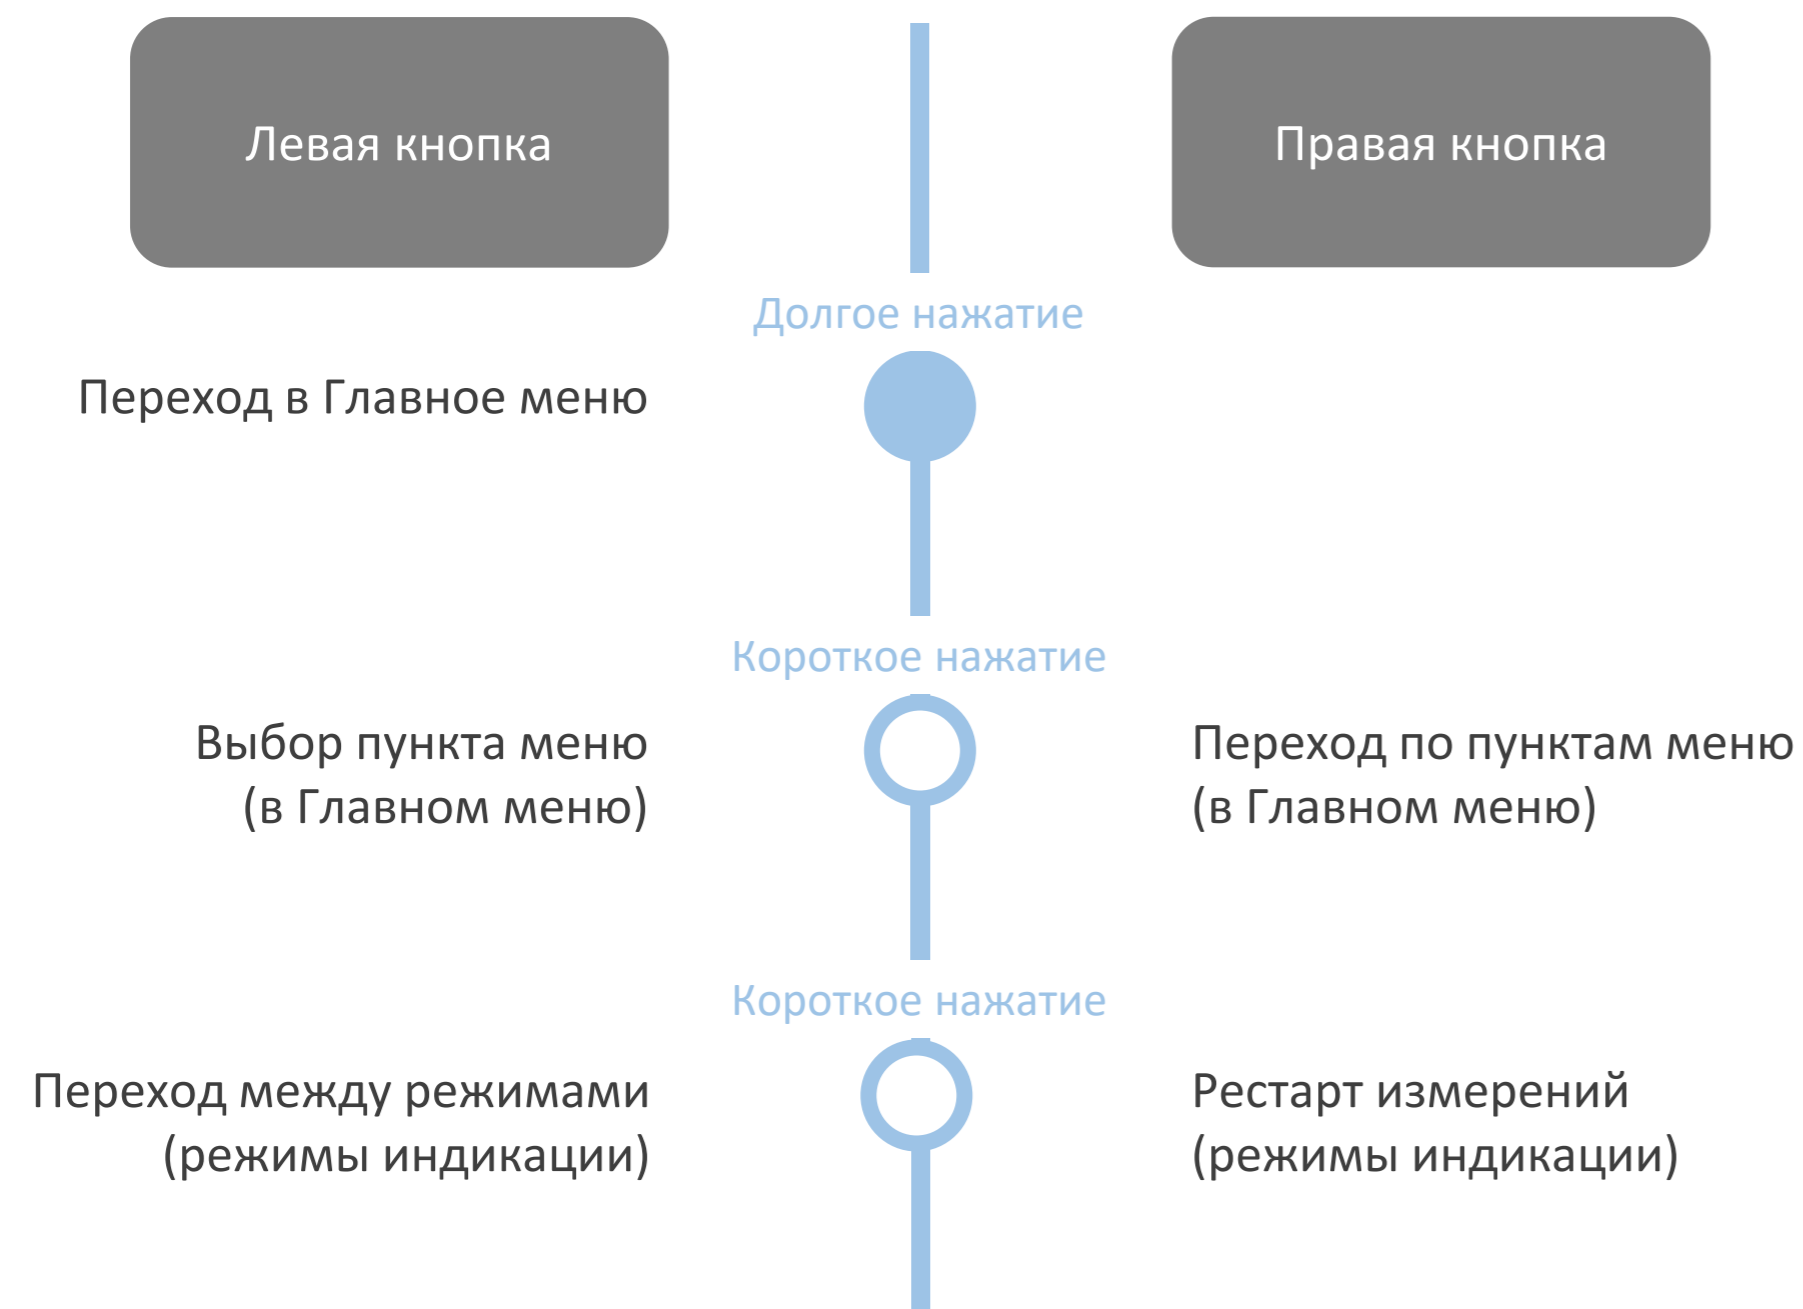 Левая кнопка
Правая кнопка
Долгое нажатие
Переход в Главное меню
Короткое нажатие
Выбор пункта меню
(в Главном меню)
Переход по пунктам меню
(в Главном меню)
Короткое нажатие
Переход между режимами
(режимы индикации)
Рестарт измерений
(режимы индикации)